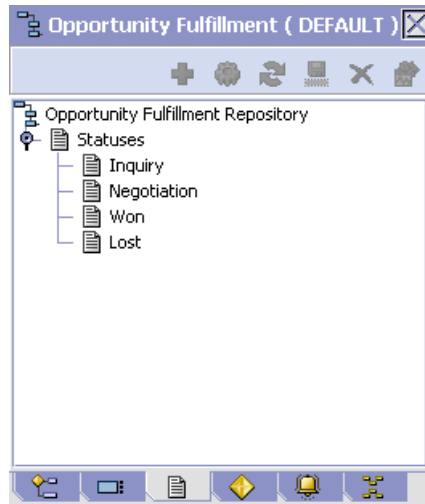 Opportunity Fulfillment ( DEFAULT )
Opportunity Fulfillment Repository
Statuses
Inquiry
Negotiation
Won
Lost